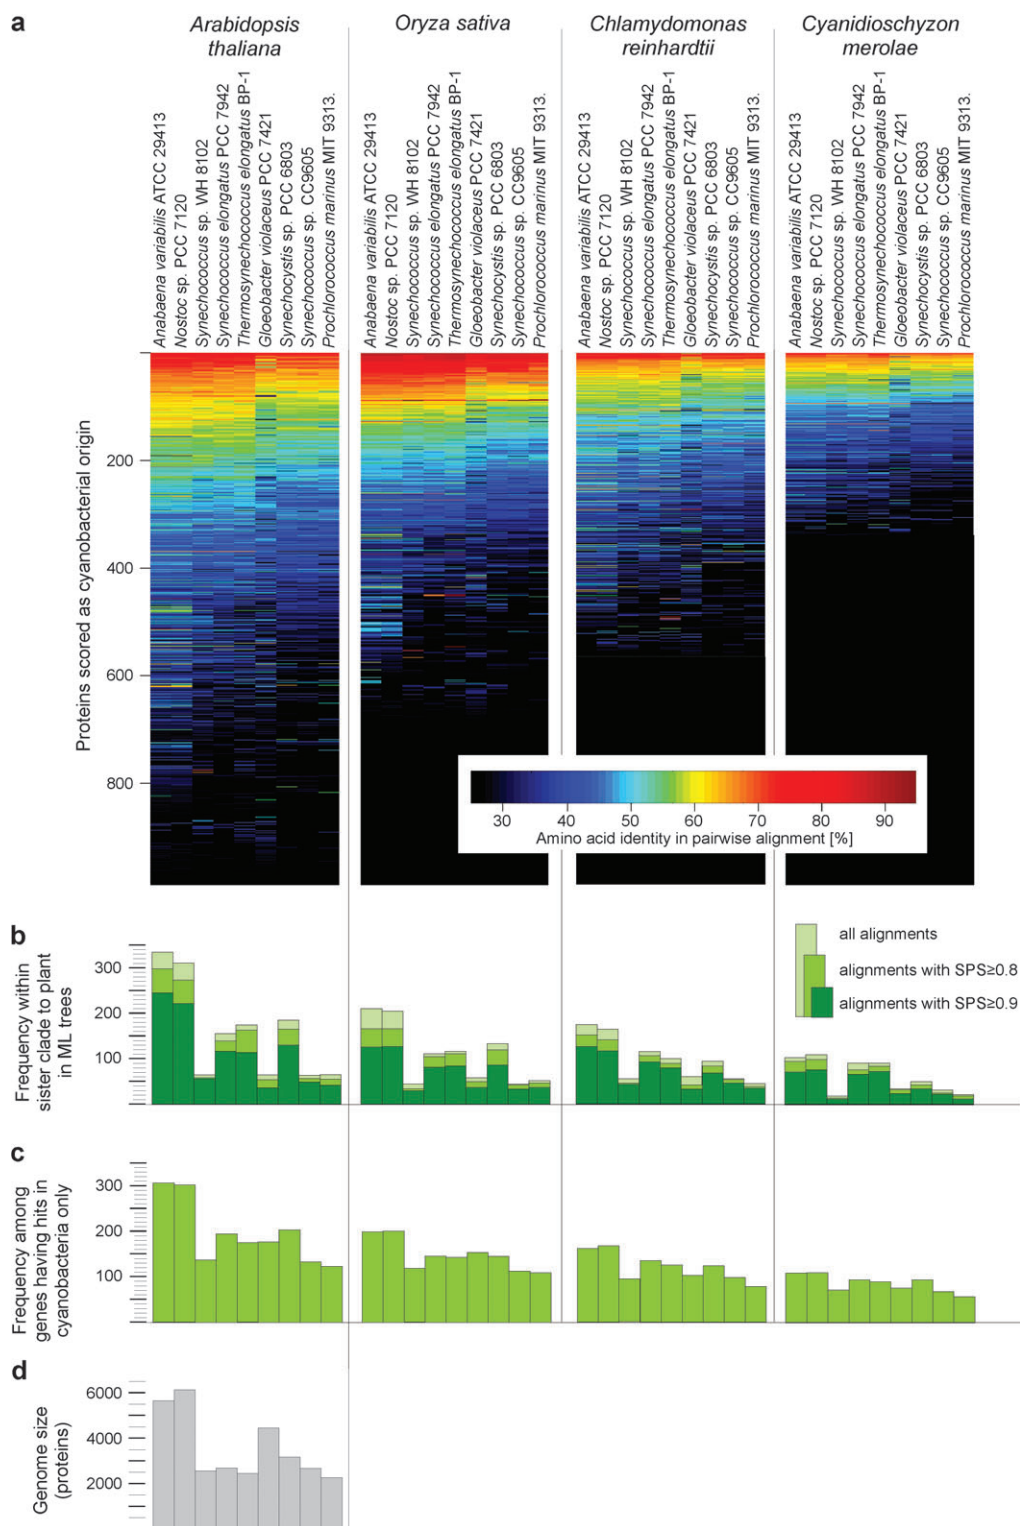 a
Arabidopsis
thaliana
Oryza sativa
Chlamydomonas
reinhardtii
Cyanidioschyzon
merolae
Anabaena variabilis ATCC 29413
Nostoc sp. PCC 7120
Synechococcus sp. WH 8102
Synechococcus elongatus PCC 7942
Thermosynechococcus elongatus BP-1
Gloeobacter violaceus PCC 7421
Synechocystis sp. PCC 6803
Synechococcus sp. CC9605
Prochlorococcus marinus MIT 9313.
Anabaena variabilis ATCC 29413
Nostoc sp. PCC 7120
Synechococcus sp. WH 8102
Synechococcus elongatus PCC 7942
Thermosynechococcus elongatus BP-1
Gloeobacter violaceus PCC 7421
Synechocystis sp. PCC 6803
Synechococcus sp. CC9605
Prochlorococcus marinus MIT 9313.
Anabaena variabilis ATCC 29413
Nostoc sp. PCC 7120
Synechococcus sp. WH 8102
Synechococcus elongatus PCC 7942
Thermosynechococcus elongatus BP-1
Gloeobacter violaceus PCC 7421
Synechocystis sp. PCC 6803
Synechococcus sp. CC9605
Prochlorococcus marinus MIT 9313.
Anabaena variabilis ATCC 29413
Nostoc sp. PCC 7120
Synechococcus sp. WH 8102
Synechococcus elongatus PCC 7942
Thermosynechococcus elongatus BP-1
Gloeobacter violaceus PCC 7421
Synechocystis sp. PCC 6803
Synechococcus sp. CC9605
Prochlorococcus marinus MIT 9313.
Proteins scored as cyanobacterial origin
200
400
600
800
30 40 50 60 70 80 90
Amino acid identity in pairwise alignment [%]
b
Frequency within
sister clade to plant
in ML trees
300
200
100
all alignments
alignments with SPS≥0.8
alignments with SPS≥0.9
c
Frequency among
genes having hits in
cyanobacteria only
300
200
100
d
Genome size
(proteins)
6000
4000
2000